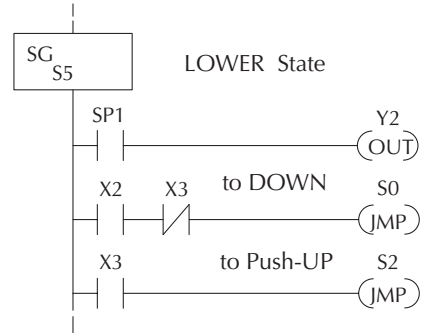 SG
S5
LOWER State
SP1
Y2
OUT
X2
X3
to DOWN
S0
JMP
X3
to Push-UP
S2
JMP